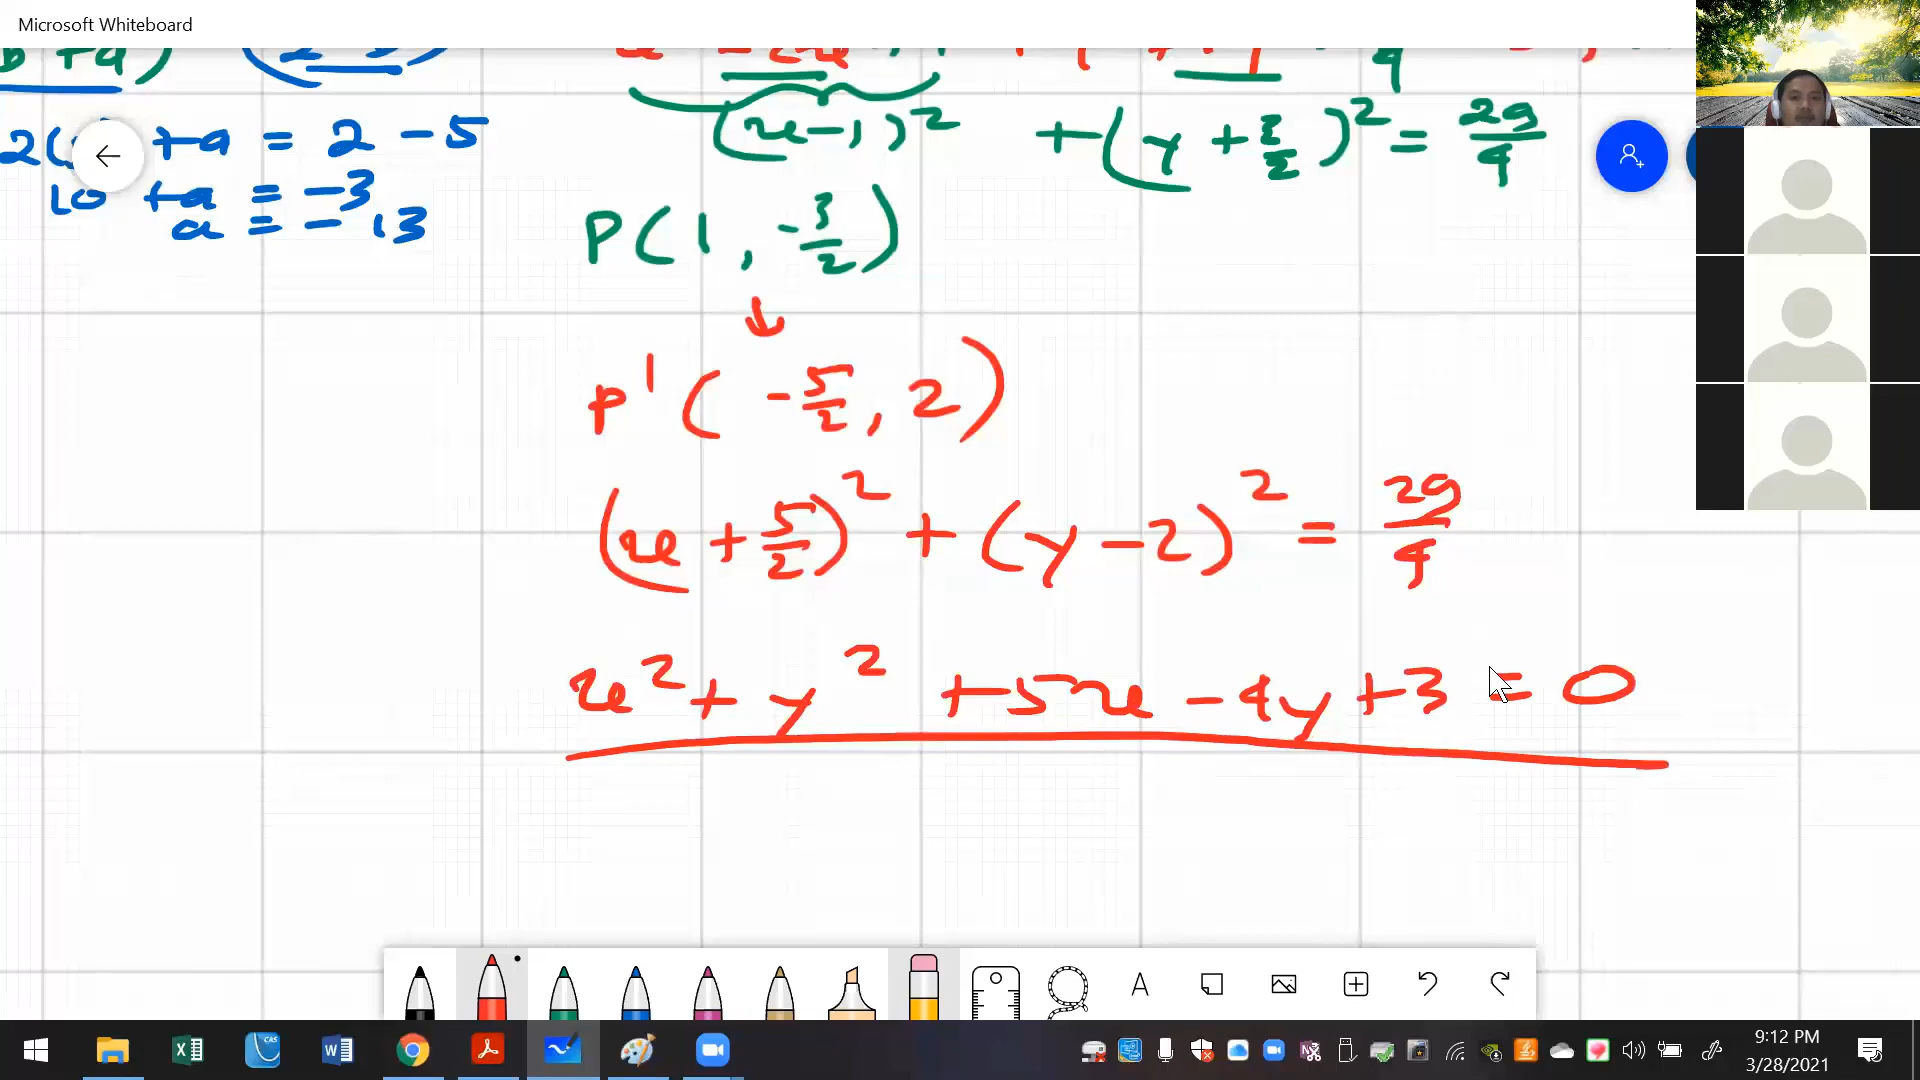 Microsoft Whiteboard
2( +a = 2 - 5
10 +a = -3
a = -13
(x-1)² + (y + 3/2)² = 29/4
P(1, -3/2)
↓
P' (-5/2, 2)
(x + 5/2)² + (y - 2)² = 29/4
x² + y² + 5x - 4y + 3 = 0
A
CAS
9:12 PM
3/28/2021